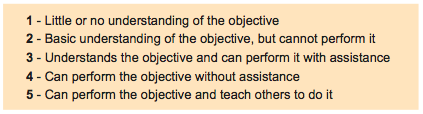 1 - Little or no understanding of the objective
2 - Basic understanding of the objective, but cannot perform it
3 - Understands the objective and can perform it with assistance
4 - Can perform the objective without assistance
5 - Can perform the objective and teach others to do it